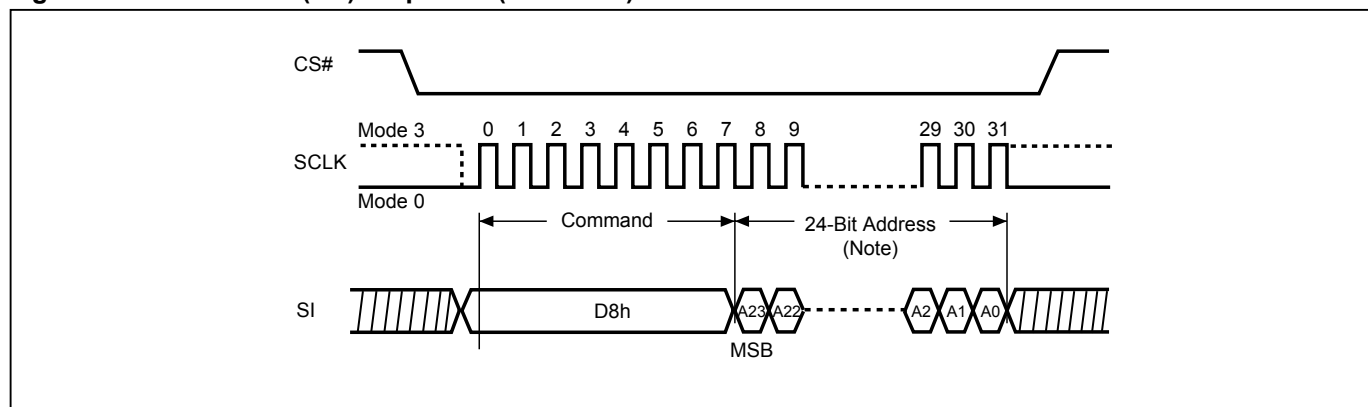 CS#
Mode 3
0 1 2 3 4 5 6 7 8 9 29 30 31
SCLK
Mode 0
Command
24-Bit Address
(Note)
SI
D8h
A23 A22 A2 A1 A0
MSB